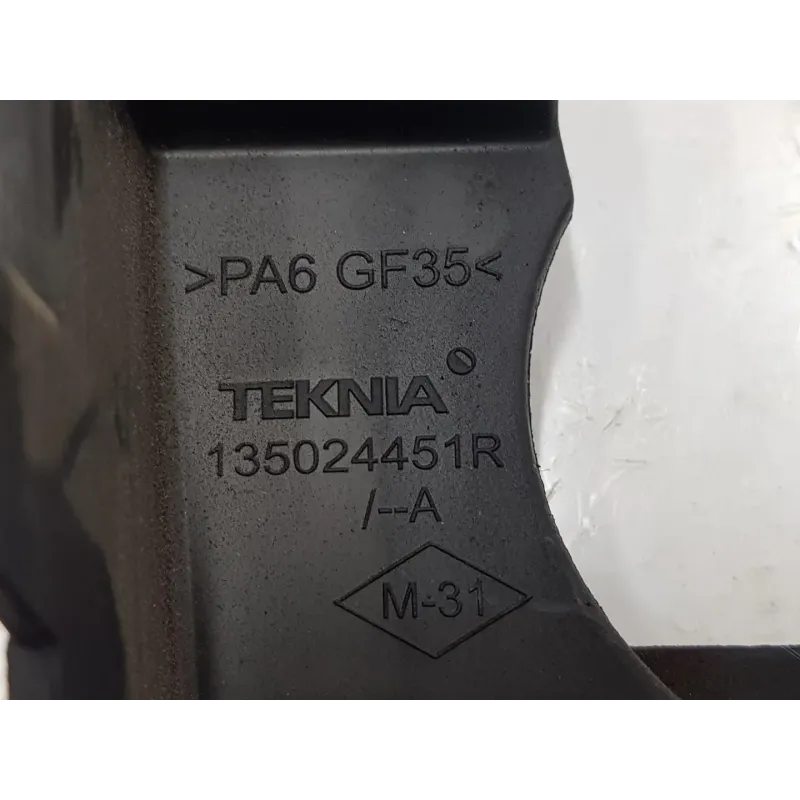 >PA6 GF35<
TEKNIA
135024451R
/--A
M-31